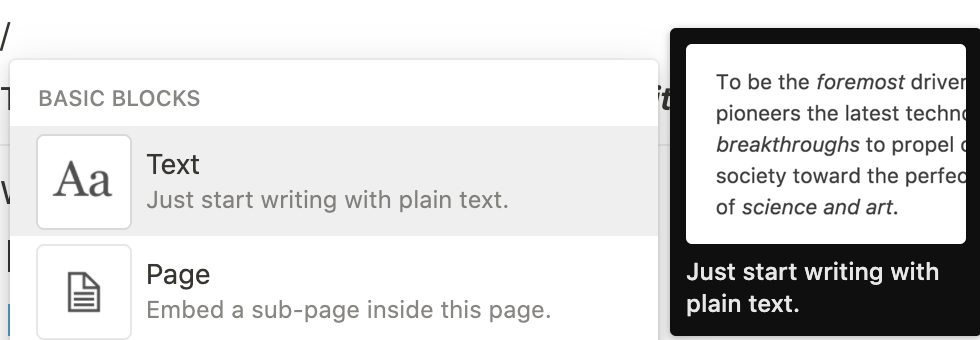 /
BASIC BLOCKS
Aa
Text
Just start writing with plain text.
Page
Embed a sub-page inside this page.
To be the foremost driver
pioneers the latest
breakthroughs to propel
society toward the
of science and art.
Just start writing with
plain text.